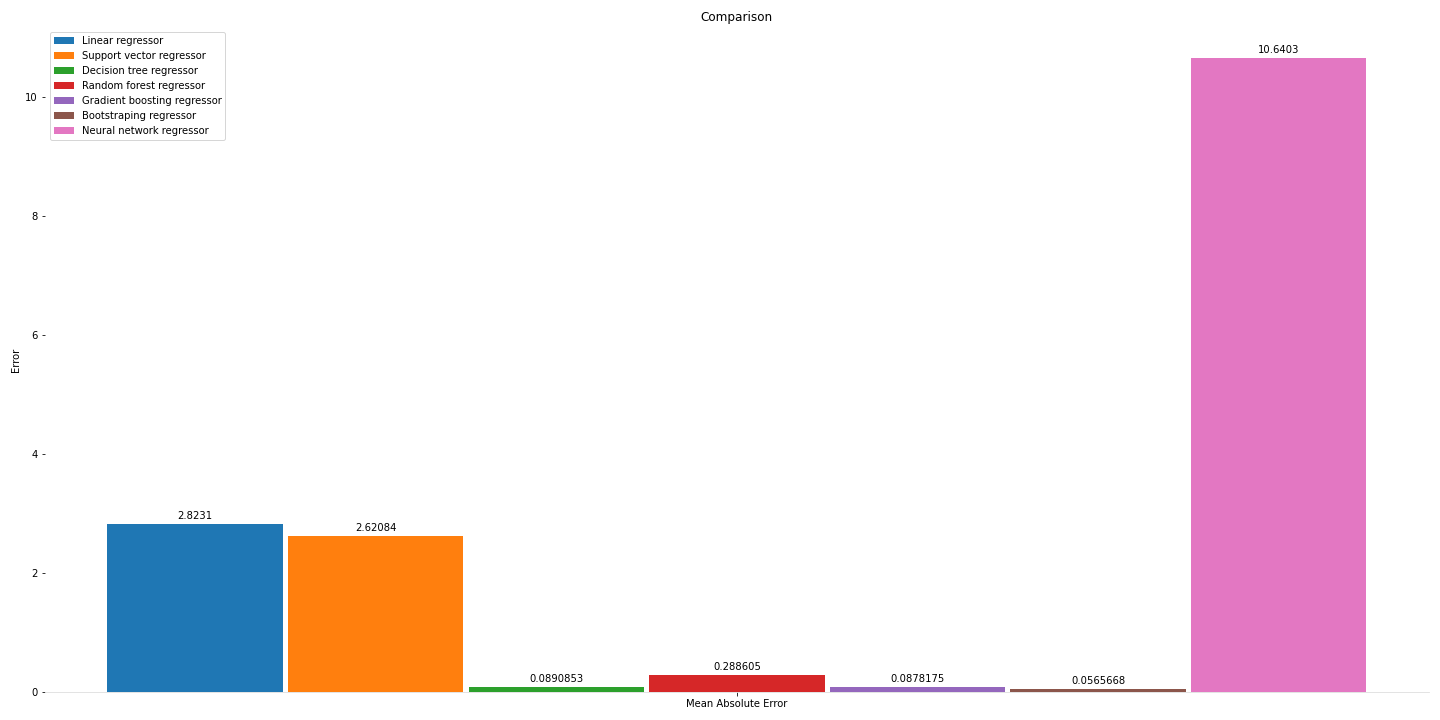 Comparison
Linear regressor
Support vector regressor
Decision tree regressor
Random forest regressor
Gradient boosting regressor
Bootstraping regressor
Neural network regressor
10.6403
10
8
6
Error
4
2.8231
2.62084
2
0.0890853
0.288605
0.0878175
0.0565668
0
Mean Absolute Error